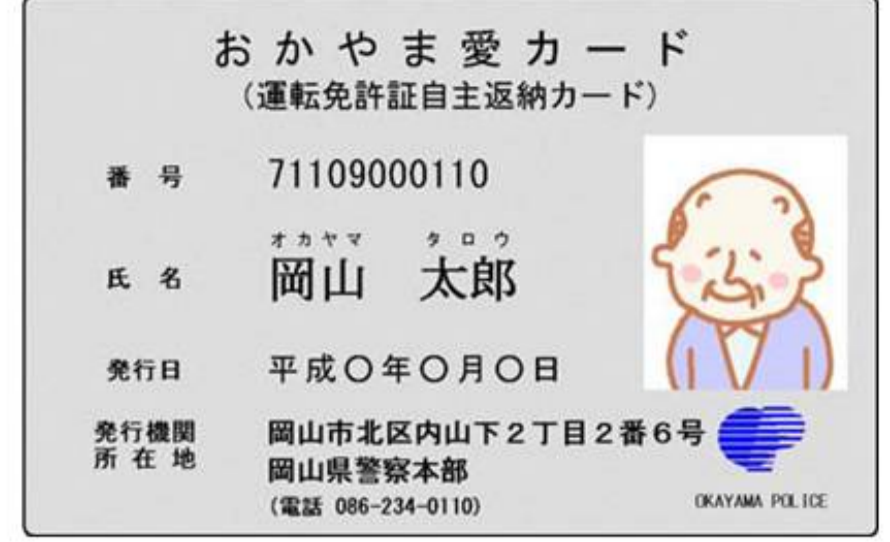 おかやま愛カード
(運転免許証自主返納カード)
番号 71109000110
オカヤマ タロウ
氏名 岡山 太郎
発行日 平成〇年〇月〇日
発行機関 岡山市北区内山下2丁目2番6号
所在地 岡山県警察本部
(電話 086-234-0110)
OKAYAMA POLICE